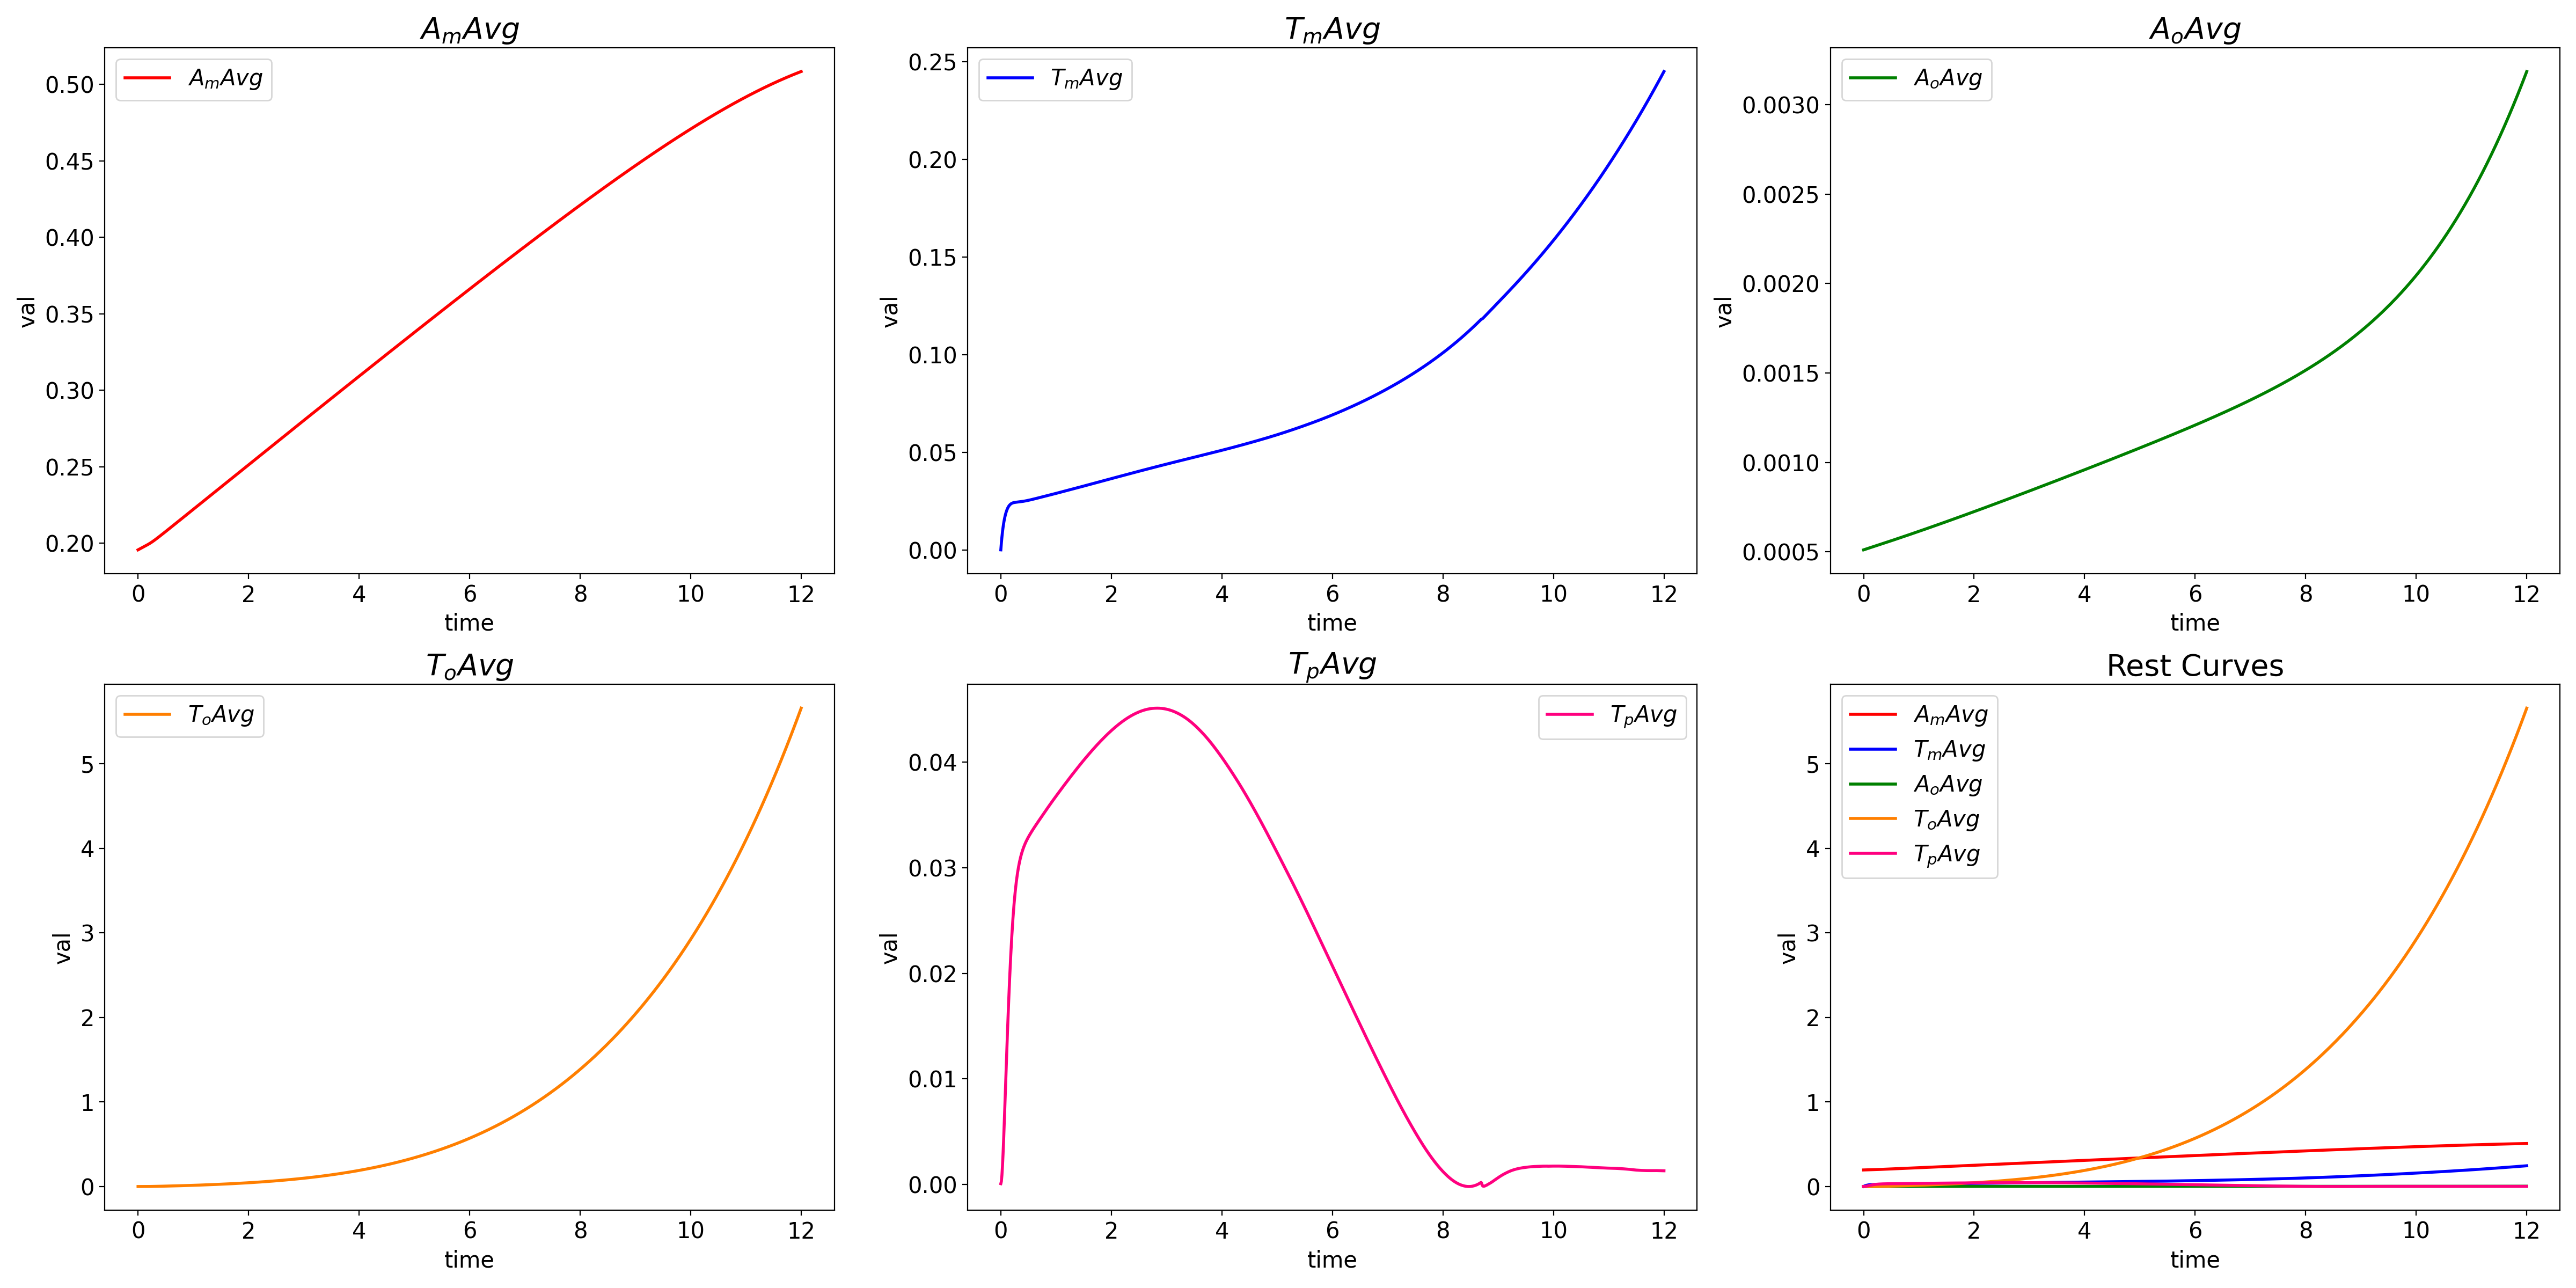 A_mAvg
A_mAvg
0.50
0.45
0.40
0.35
0.30
0.25
0.20
val
0 2 4 6 8 10 12
time
T_mAvg
T_mAvg
0.25
0.20
0.15
0.10
0.05
0.00
val
0 2 4 6 8 10 12
time
A_oAvg
A_oAvg
0.0030
0.0025
0.0020
0.0015
0.0010
0.0005
val
0 2 4 6 8 10 12
time
T_oAvg
T_oAvg
5
4
3
2
1
0
val
0 2 4 6 8 10 12
time
T_pAvg
T_pAvg
0.04
0.03
0.02
0.01
0.00
val
0 2 4 6 8 10 12
time
Rest Curves
A_mAvg
T_mAvg
A_oAvg
T_oAvg
T_pAvg
5
4
3
2
1
0
val
0 2 4 6 8 10 12
time